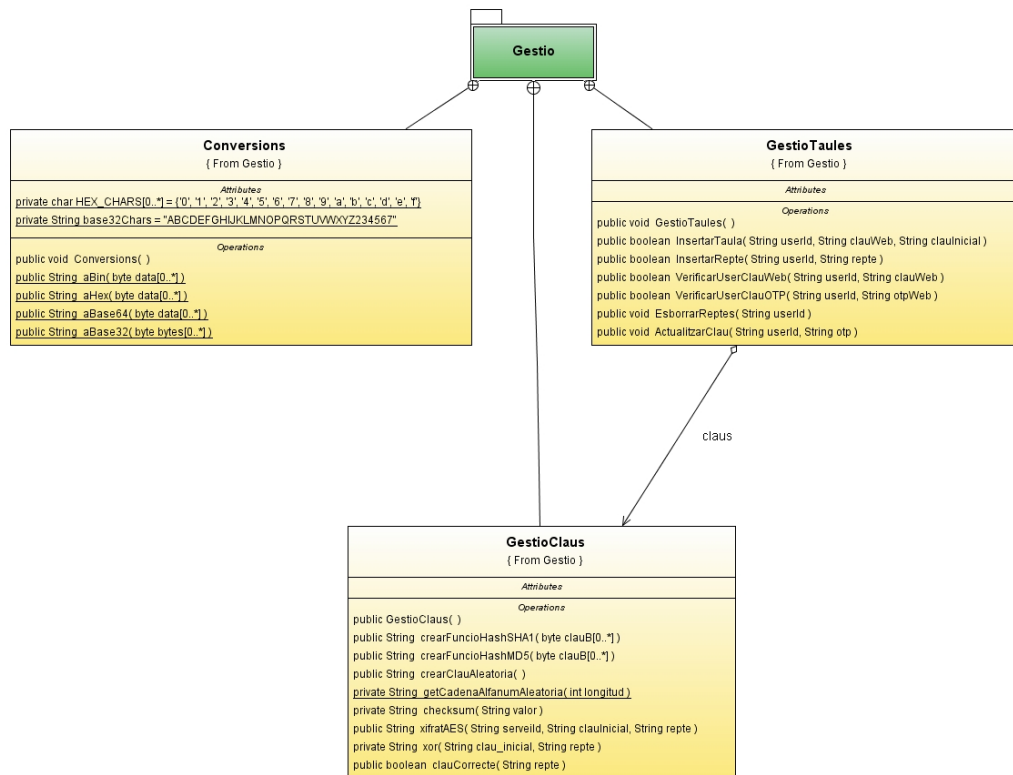 Gestio
Conversions
{ From Gestio }
Attributes
private char HEX_CHARS[0..*] = {'0', '1', '2', '3', '4', '5', '6', '7', '8', '9', 'a', 'b', 'c', 'd', 'e', 'f'}
private String base32Chars = "ABCDEFGHIJKLMNOPQRSTUVWXYZ234567"
Operations
public void Conversions( )
public String aBin( byte data[0..*] )
public String aHex( byte data[0..*] )
public String aBase64( byte data[0..*] )
public String aBase32( byte bytes[0..*] )
GestioTaules
{ From Gestio }
Attributes
Operations
public void GestioTaules( )
public boolean InsertarTaula( String userId, String clauWeb, String clauInicial )
public boolean InsertarRepte( String userId, String repte )
public boolean VerificarUserClauWeb( String userId, String clauWeb )
public boolean VerificarUserClauOTP( String userId, String otpWeb )
public void EsborrarReptes( String userId )
public void ActualitzarClau( String userId, String otp )
claus
GestioClaus
{ From Gestio }
Attributes
Operations
public GestioClaus( )
public String crearFuncioHashSHA1( byte clauB[0..*] )
public String crearFuncioHashMD5( byte clauB[0..*] )
public String crearClauAleatoria( )
private String getCadenaAlfanumAleatoria( int longitud )
private String checksum( String valor )
public String xifratAES( String serveiId, String clauInicial, String repte )
private String xor( String clau_inicial, String repte )
public boolean clauCorrecte( String repte )